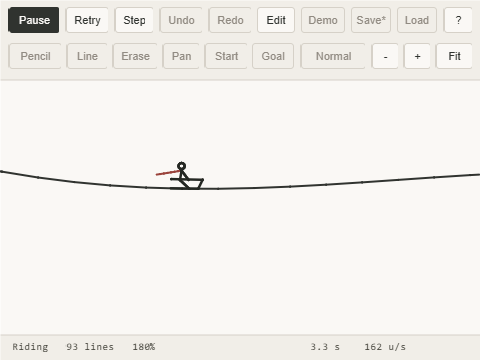 Pause Retry Step Undo Redo Edit Demo Save* Load ?
Pencil Line Erase Pan Start Goal Normal - + Fit
Riding 93 lines 180% 3.3 s 162 u/s